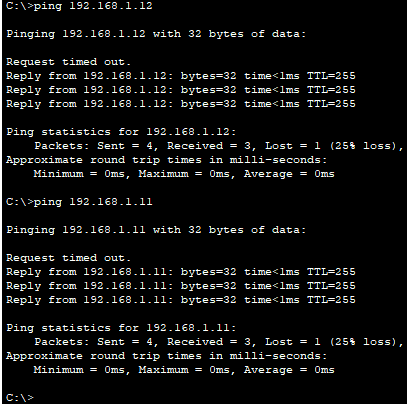 C:\>ping 192.168.1.12
Pinging 192.168.1.12 with 32 bytes of data:
Request timed out.
Reply from 192.168.1.12: bytes=32 time<1ms TTL=255
Reply from 192.168.1.12: bytes=32 time<1ms TTL=255
Reply from 192.168.1.12: bytes=32 time<1ms TTL=255
Ping statistics for 192.168.1.12:
    Packets: Sent = 4, Received = 3, Lost = 1 (25% loss),
Approximate round trip times in milli-seconds:
    Minimum = 0ms, Maximum = 0ms, Average = 0ms
C:\>ping 192.168.1.11
Pinging 192.168.1.11 with 32 bytes of data:
Request timed out.
Reply from 192.168.1.11: bytes=32 time<1ms TTL=255
Reply from 192.168.1.11: bytes=32 time<1ms TTL=255
Reply from 192.168.1.11: bytes=32 time<1ms TTL=255
Ping statistics for 192.168.1.11:
    Packets: Sent = 4, Received = 3, Lost = 1 (25% loss),
Approximate round trip times in milli-seconds:
    Minimum = 0ms, Maximum = 0ms, Average = 0ms
C:\>